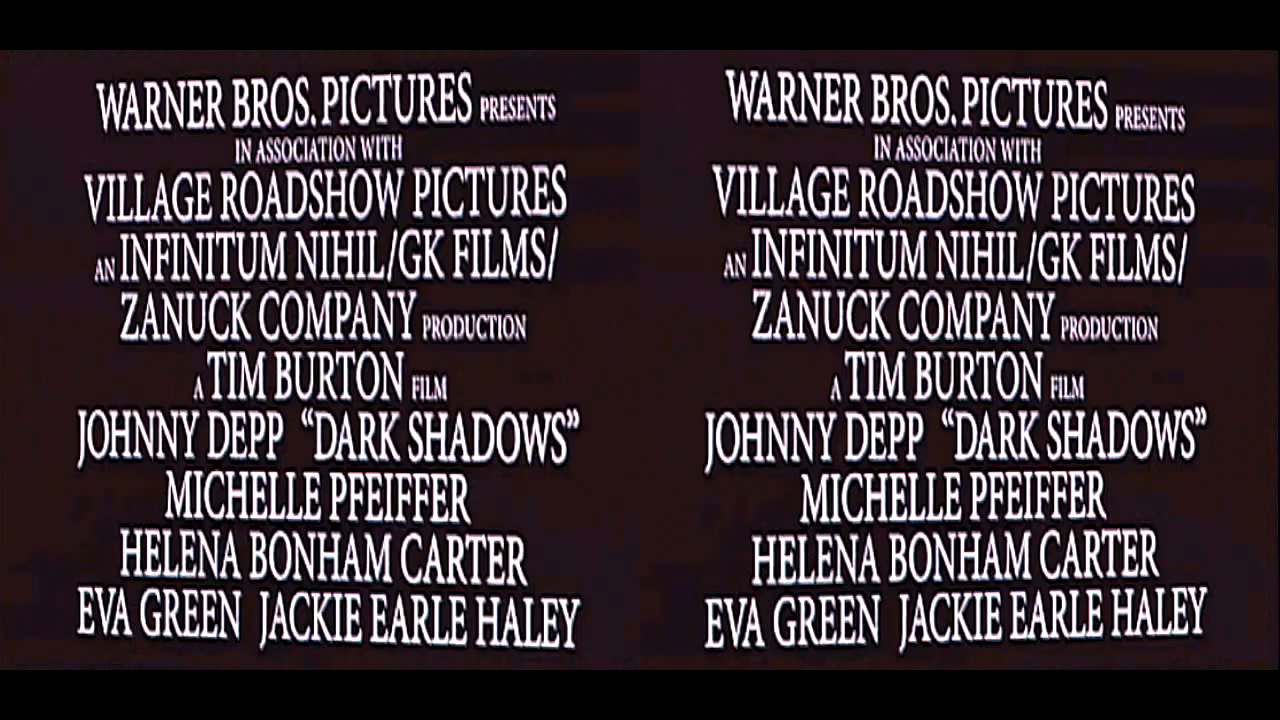 WARNER BROS. PICTURES PRESENTS
IN ASSOCIATION WITH
VILLAGE ROADSHOW PICTURES
AN INFINITUM NIHIL/GK FILMS/
ZANUCK COMPANY PRODUCTION
A TIM BURTON FILM
JOHNNY DEPP “DARK SHADOWS”
MICHELLE PFEIFFER
HELENA BONHAM CARTER
EVA GREEN JACKIE EARLE HALEY
WARNER BROS. PICTURES PRESENTS
IN ASSOCIATION WITH
VILLAGE ROADSHOW PICTURES
AN INFINITUM NIHIL/GK FILMS/
ZANUCK COMPANY PRODUCTION
A TIM BURTON FILM
JOHNNY DEPP “DARK SHADOWS”
MICHELLE PFEIFFER
HELENA BONHAM CARTER
EVA GREEN JACKIE EARLE HALEY